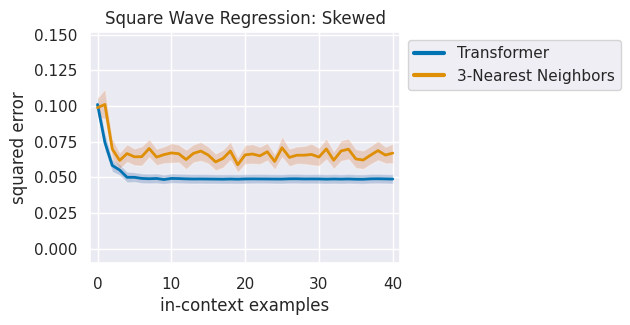 Square Wave Regression: Skewed
0.150
0.125
0.100
0.075
0.050
0.025
0.000
squared error
0
10
20
30
40
in-context examples
Transformer
3-Nearest Neighbors